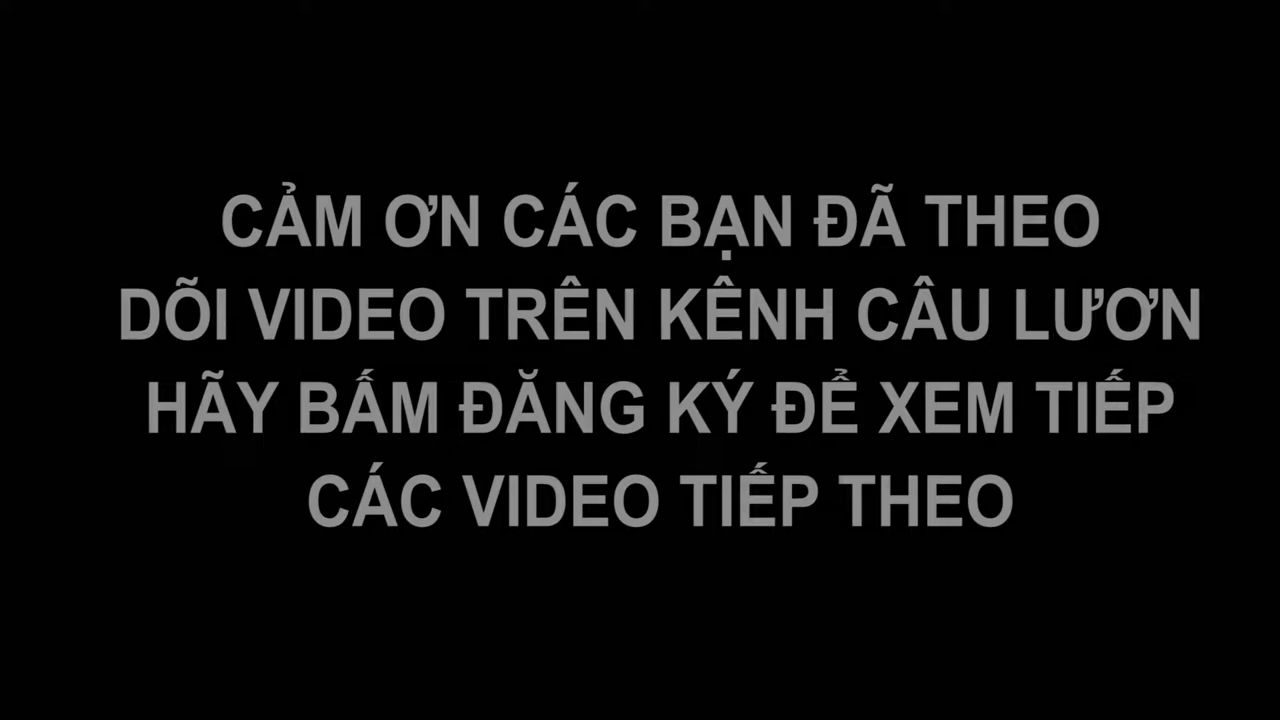 CẢM ƠN CÁC BẠN ĐÃ THEO
DÕI VIDEO TRÊN KÊNH CÂU LƯƠN
HÃY BẤM ĐĂNG KÝ ĐỂ XEM TIẾP
CÁC VIDEO TIẾP THEO